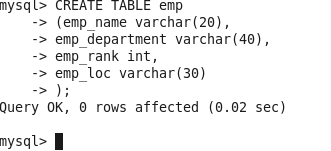 mysql> CREATE TABLE emp
    -> (emp_name varchar(20),
    -> emp_department varchar(40),
    -> emp_rank int,
    -> emp_loc varchar(30)
    -> );
Query OK, 0 rows affected (0.02 sec)
mysql>